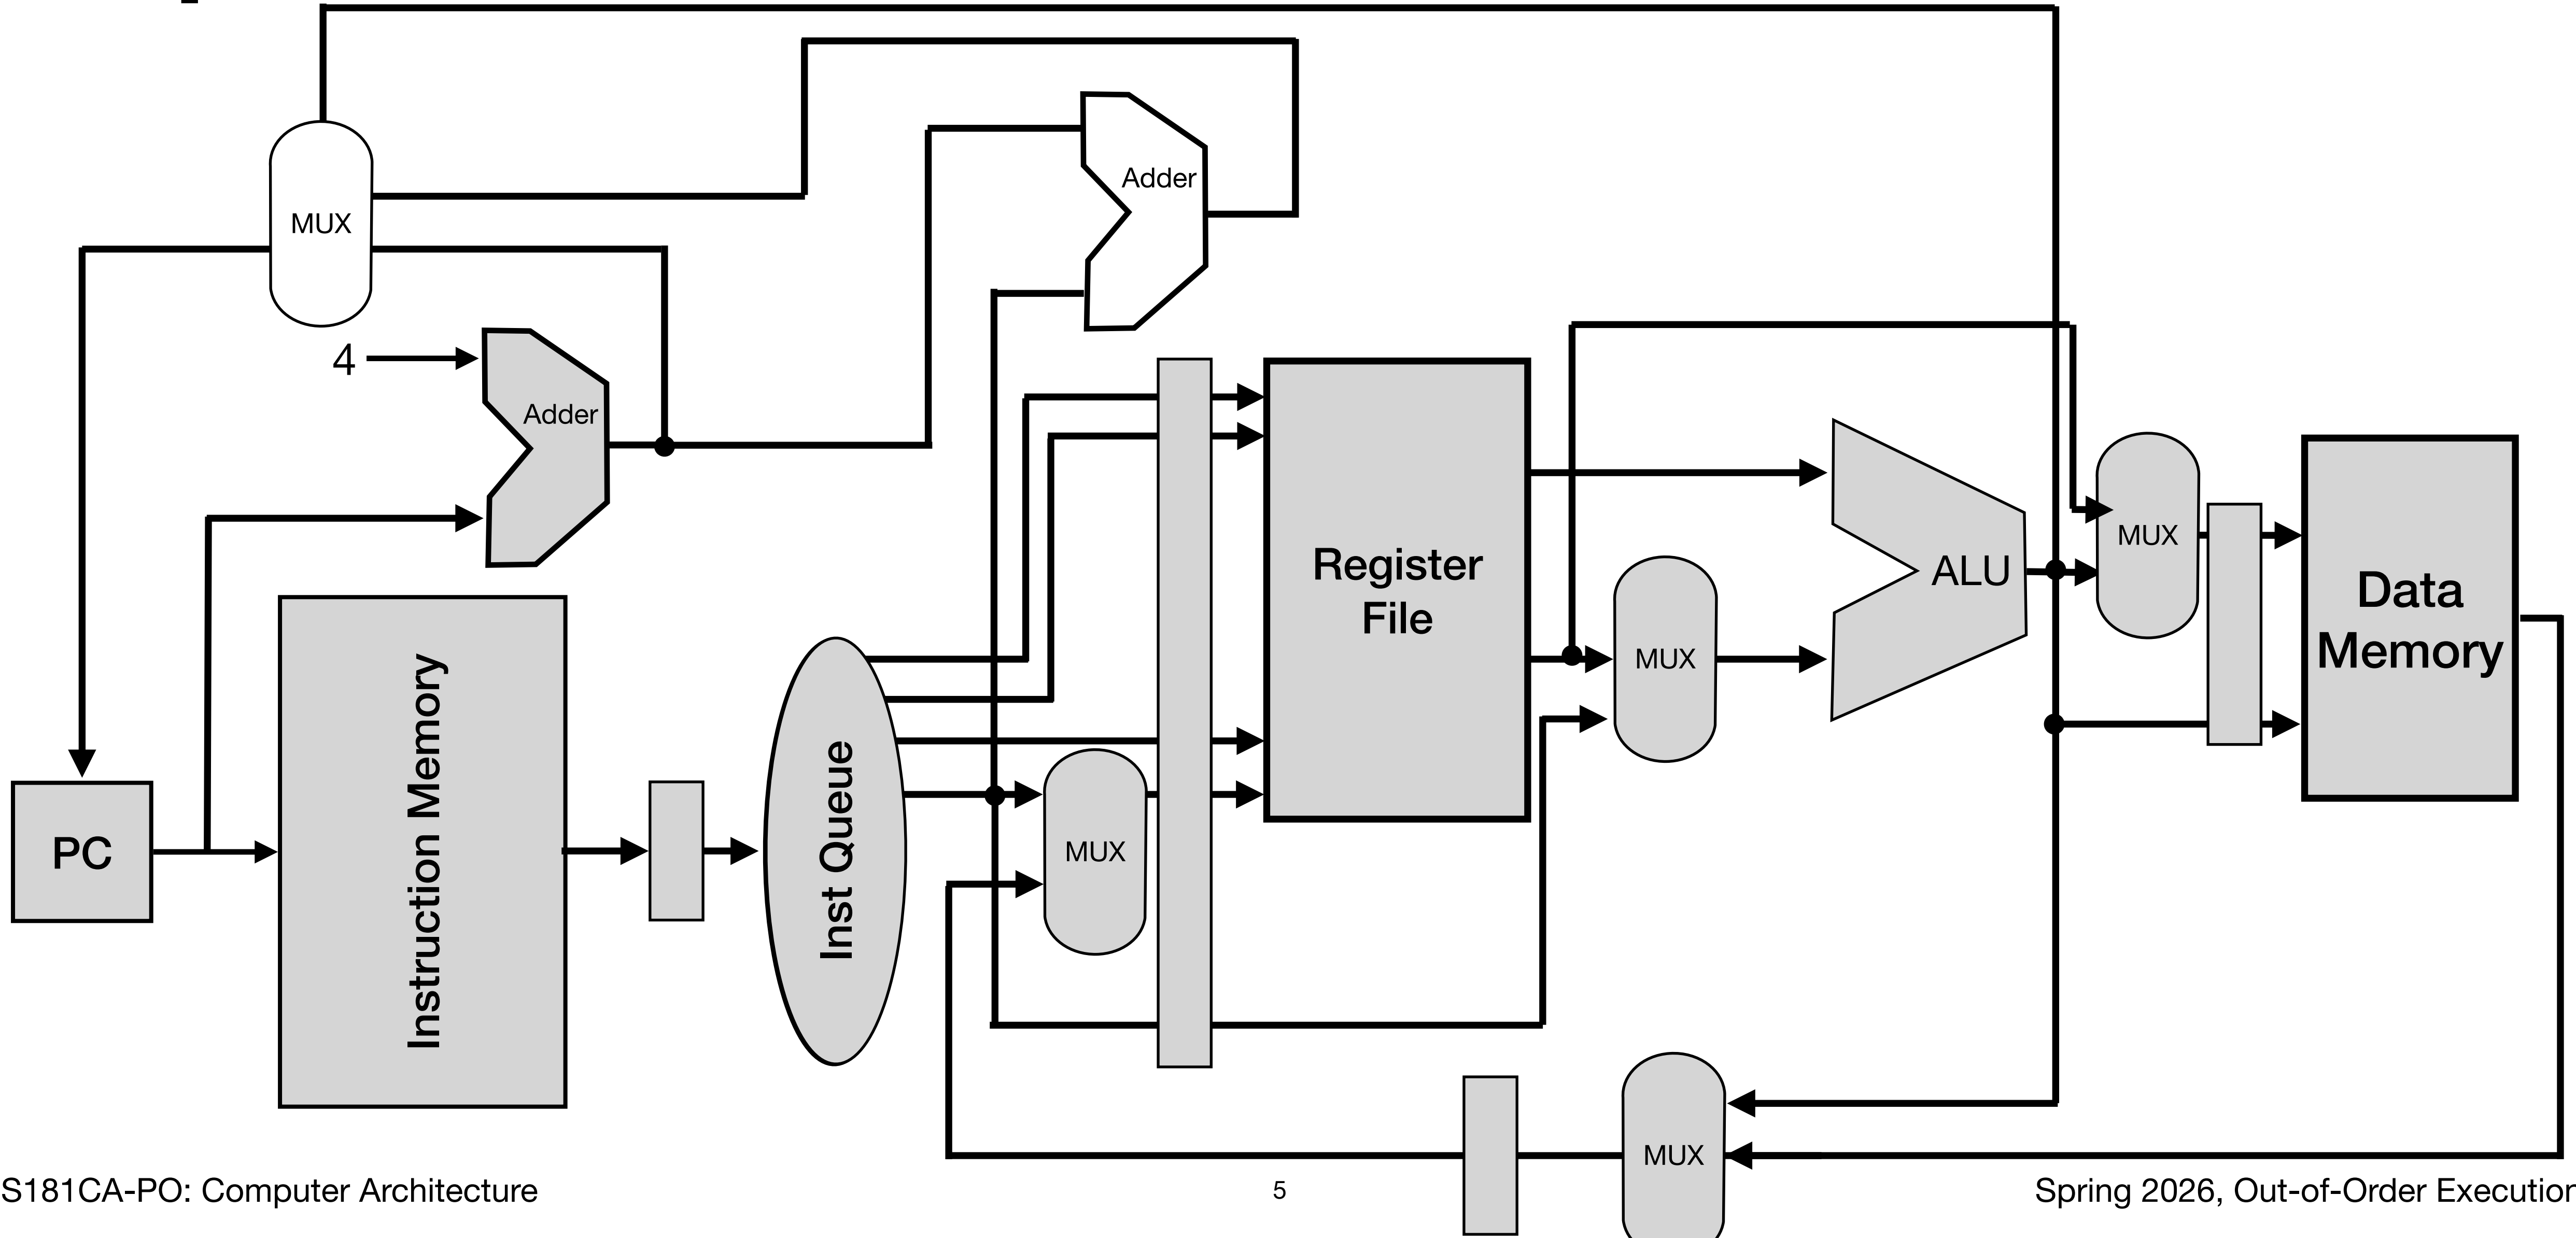 MUX
Adder
4
Adder
Register
File
MUX
ALU
MUX
Data
Memory
Instruction Memory
Inst Queue
PC
MUX
MUX
S181CA-PO: Computer Architecture
5
Spring 2026, Out-of-Order Execution